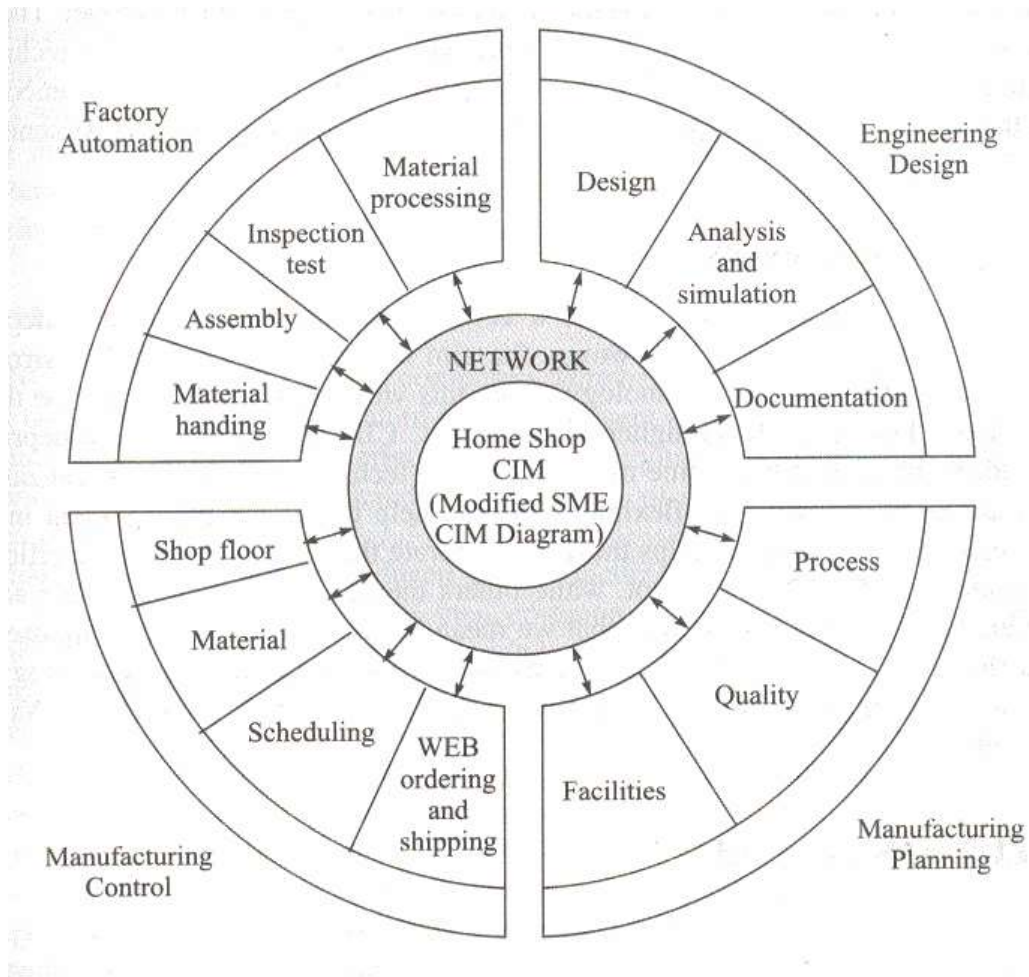 Factory
Automation
Material
processing
Inspection
test
Assembly
Material
handing
Engineering
Design
Design
Analysis
and
simulation
Documentation
NETWORK
Home Shop
CIM
(Modified SME
CIM Diagram)
Shop floor
Material
Scheduling
WEB
ordering
and
shipping
Manufacturing
Control
Process
Quality
Facilities
Manufacturing
Planning